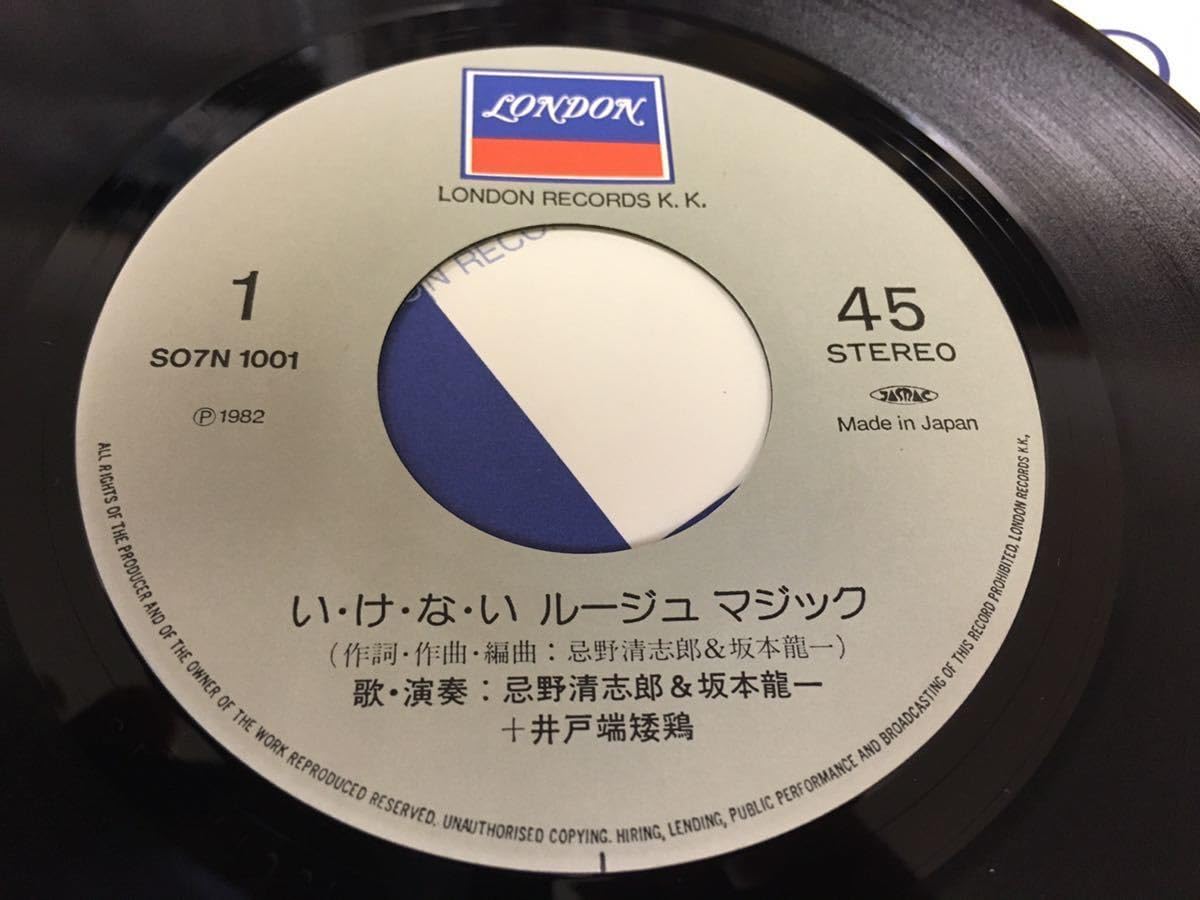 LONDON
LONDON RECORDS K. K.
ON RECO
1
SO7N 1001
Ⓟ 1982
45
STEREO
JASRAC
Made in Japan
い・け・な・い ルージュ マジック
(作詞・作曲・編曲：忌野清志郎＆坂本龍一)
歌・演奏：忌野清志郎＆坂本龍一
＋井戸端矮鶏
ALL RIGHTS OF THE PRODUCER AND OF THE OWNER OF THE WORK REPRODUCED RESERVED. UNAUTHORISED COPYING. HIRING, LENDING, PUBLIC PERFORMANCE AND BROADCASTING OF THIS RECORD PROHIBITED. LONDON RECORDS K.K.,